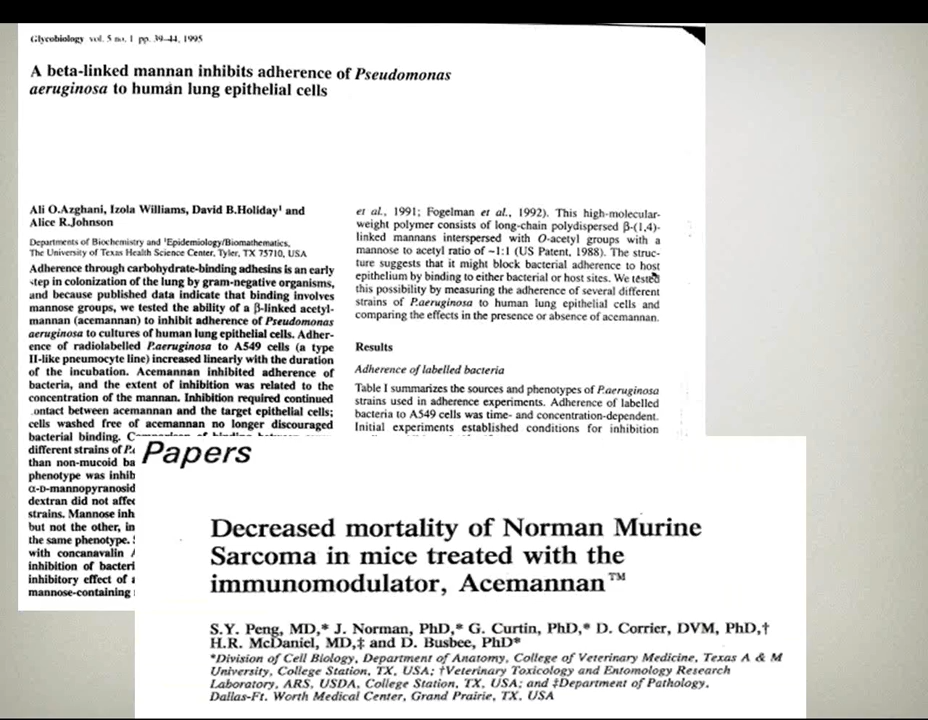 Glycobiology vol. 5 no. 1 pp. 39–44, 1995
A beta-linked mannan inhibits adherence of Pseudomonas
aeruginosa to human lung epithelial cells
Ali O.Azghani, Izola Williams, David B.Holiday¹ and
Alice R.Johnson
Departments of Biochemistry and ¹Epidemiology/Biomathematics,
The University of Texas Health Science Center, Tyler, TX 75710, USA
Adherence through carbohydrate-binding adhesins is an early
step in colonization of the lung by gram-negative organisms,
and because published data indicate that binding involves
mannose groups, we tested the ability of a β-linked acetyl-
mannan (acemannan) to inhibit adherence of Pseudomonas
aeruginosa to cultures of human lung epithelial cells. Adher-
ence of radiolabelled P.aeruginosa to A549 cells (a type
II-like pneumocyte line) increased linearly with the duration
of the incubation. Acemannan inhibited adherence of
bacteria, and the extent of inhibition was related to the
concentration of the mannan. Inhibition required continued
contact between acemannan and the target epithelial cells;
cells washed free of acemannan no longer discouraged
bacterial binding.
different strains of
than non-mucoid ba
phenotype was inhib
α-D-mannopyranosid
dextran did not affec
strains. Mannose inh
but not the other, in
the same phenotype.
with concanavalin
inhibition of bacteri
inhibitory effect of
mannose-containing
et al., 1991; Fogelman et al., 1992). This high-molecular-
weight polymer consists of long-chain polydispersed β-(1,4)-
linked mannans interspersed with O-acetyl groups with a
mannose to acetyl ratio of ~1:1 (US Patent, 1988). The struc-
ture suggests that it might block bacterial adherence to host
epithelium by binding to either bacterial or host sites. We tested
this possibility by measuring the adherence of several different
strains of P.aeruginosa to human lung epithelial cells and
comparing the effects in the presence or absence of acemannan.
Results
Adherence of labelled bacteria
Table I summarizes the sources and phenotypes of P.aeruginosa
strains used in adherence experiments. Adherence of labelled
bacteria to A549 cells was time- and concentration-dependent.
Initial experiments established conditions for inhibition
Papers
Decreased mortality of Norman Murine
Sarcoma in mice treated with the
immunomodulator, Acemannan™
S.Y. Peng, MD,* J. Norman, PhD,* G. Curtin, PhD,* D. Corrier, DVM, PhD,†
H.R. McDaniel, MD,‡ and D. Busbee, PhD*
*Division of Cell Biology, Department of Anatomy, College of Veterinary Medicine, Texas A & M
University, College Station, TX, USA; †Veterinary Toxicology and Entomology Research
Laboratory, ARS, USDA, College Station, TX, USA; and ‡Department of Pathology,
Dallas-Ft. Worth Medical Center, Grand Prairie, TX, USA